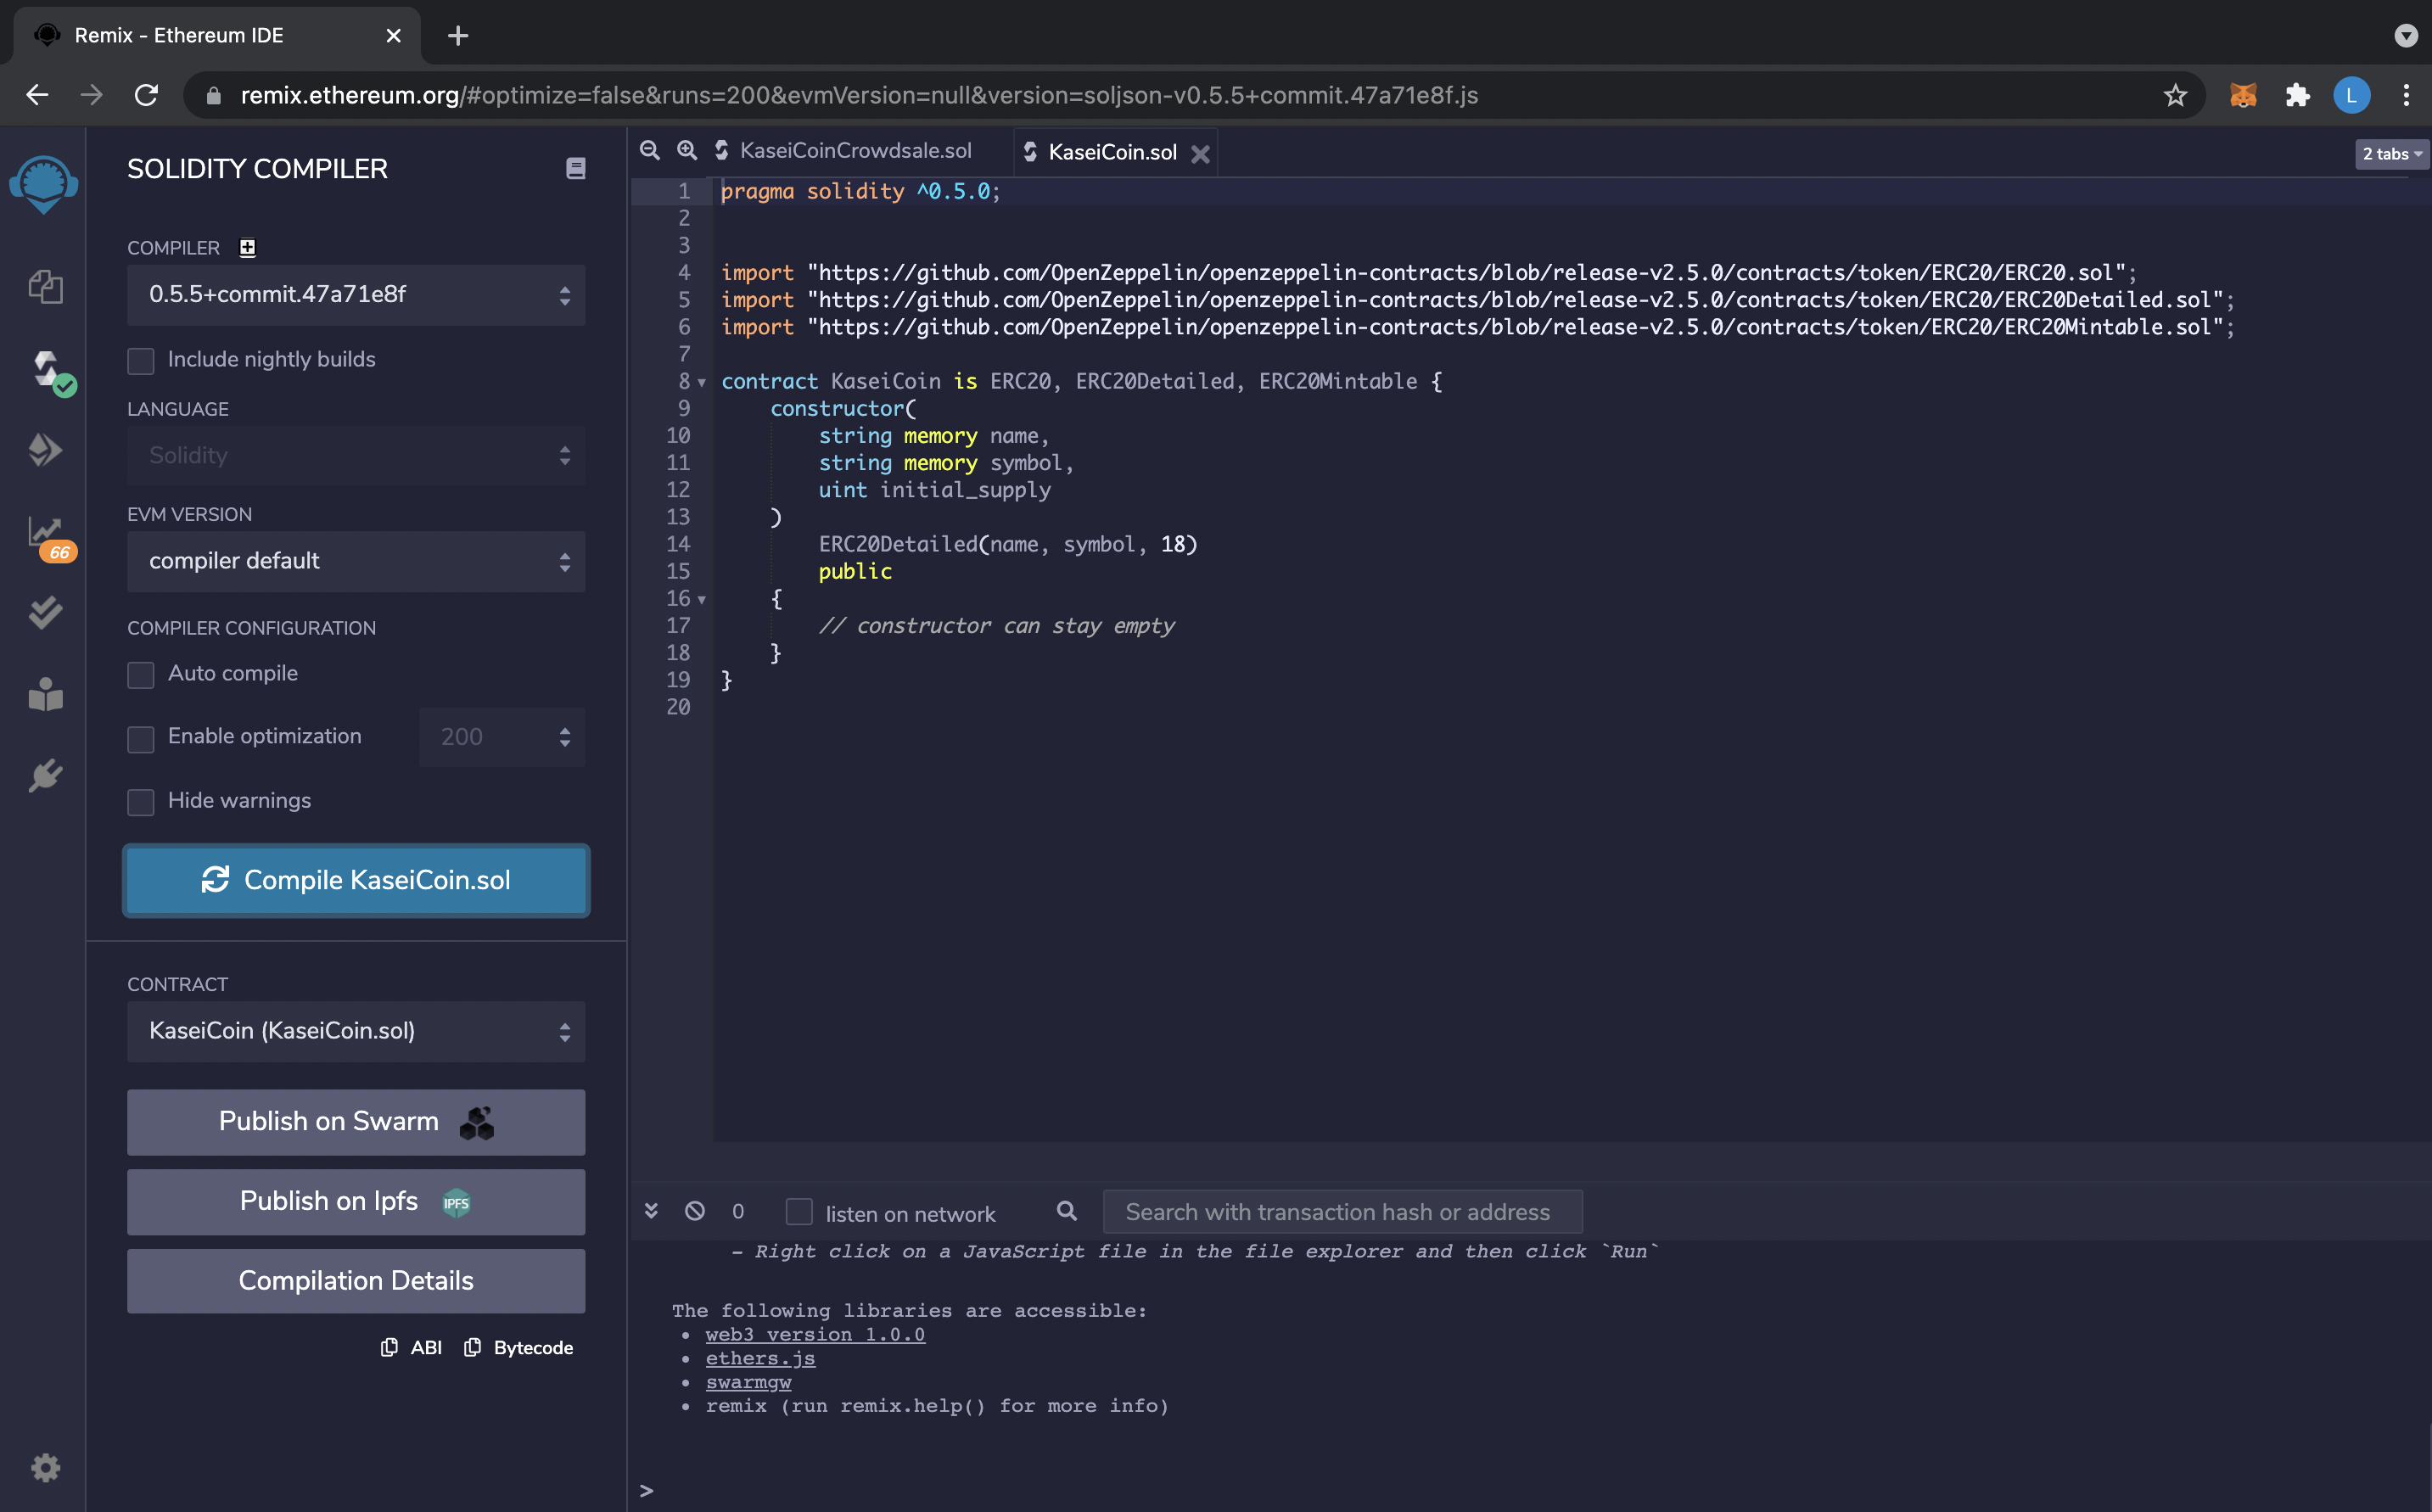 Remix - Ethereum IDE
remix.ethereum.org/#optimize=false&runs=200&evmVersion=null&version=soljson-v0.5.5+commit.47a71e8f.js
L
SOLIDITY COMPILER
COMPILER
0.5.5+commit.47a71e8f
Include nightly builds
LANGUAGE
Solidity
EVM VERSION
compiler default
66
COMPILER CONFIGURATION
Auto compile
Enable optimization
200
Hide warnings
Compile KaseiCoin.sol
CONTRACT
KaseiCoin (KaseiCoin.sol)
Publish on Swarm
Publish on Ipfs
IPFS
Compilation Details
ABI
Bytecode
KaseiCoinCrowdsale.sol
KaseiCoin.sol
2 tabs
1 pragma solidity ^0.5.0;
2
3
4 import "https://github.com/OpenZeppelin/openzeppelin-contracts/blob/release-v2.5.0/contracts/token/ERC20/ERC20.sol";
5 import "https://github.com/OpenZeppelin/openzeppelin-contracts/blob/release-v2.5.0/contracts/token/ERC20/ERC20Detailed.sol";
6 import "https://github.com/OpenZeppelin/openzeppelin-contracts/blob/release-v2.5.0/contracts/token/ERC20/ERC20Mintable.sol";
7
8 contract KaseiCoin is ERC20, ERC20Detailed, ERC20Mintable {
9 constructor(
10 string memory name,
11 string memory symbol,
12 uint initial_supply
13 )
14 ERC20Detailed(name, symbol, 18)
15 public
16 {
17 // constructor can stay empty
18 }
19 }
20
0
listen on network
Search with transaction hash or address
- Right click on a JavaScript file in the file explorer and then click `Run`
The following libraries are accessible:
• web3 version 1.0.0
• ethers.js
• swarmgw
• remix (run remix.help() for more info)
>